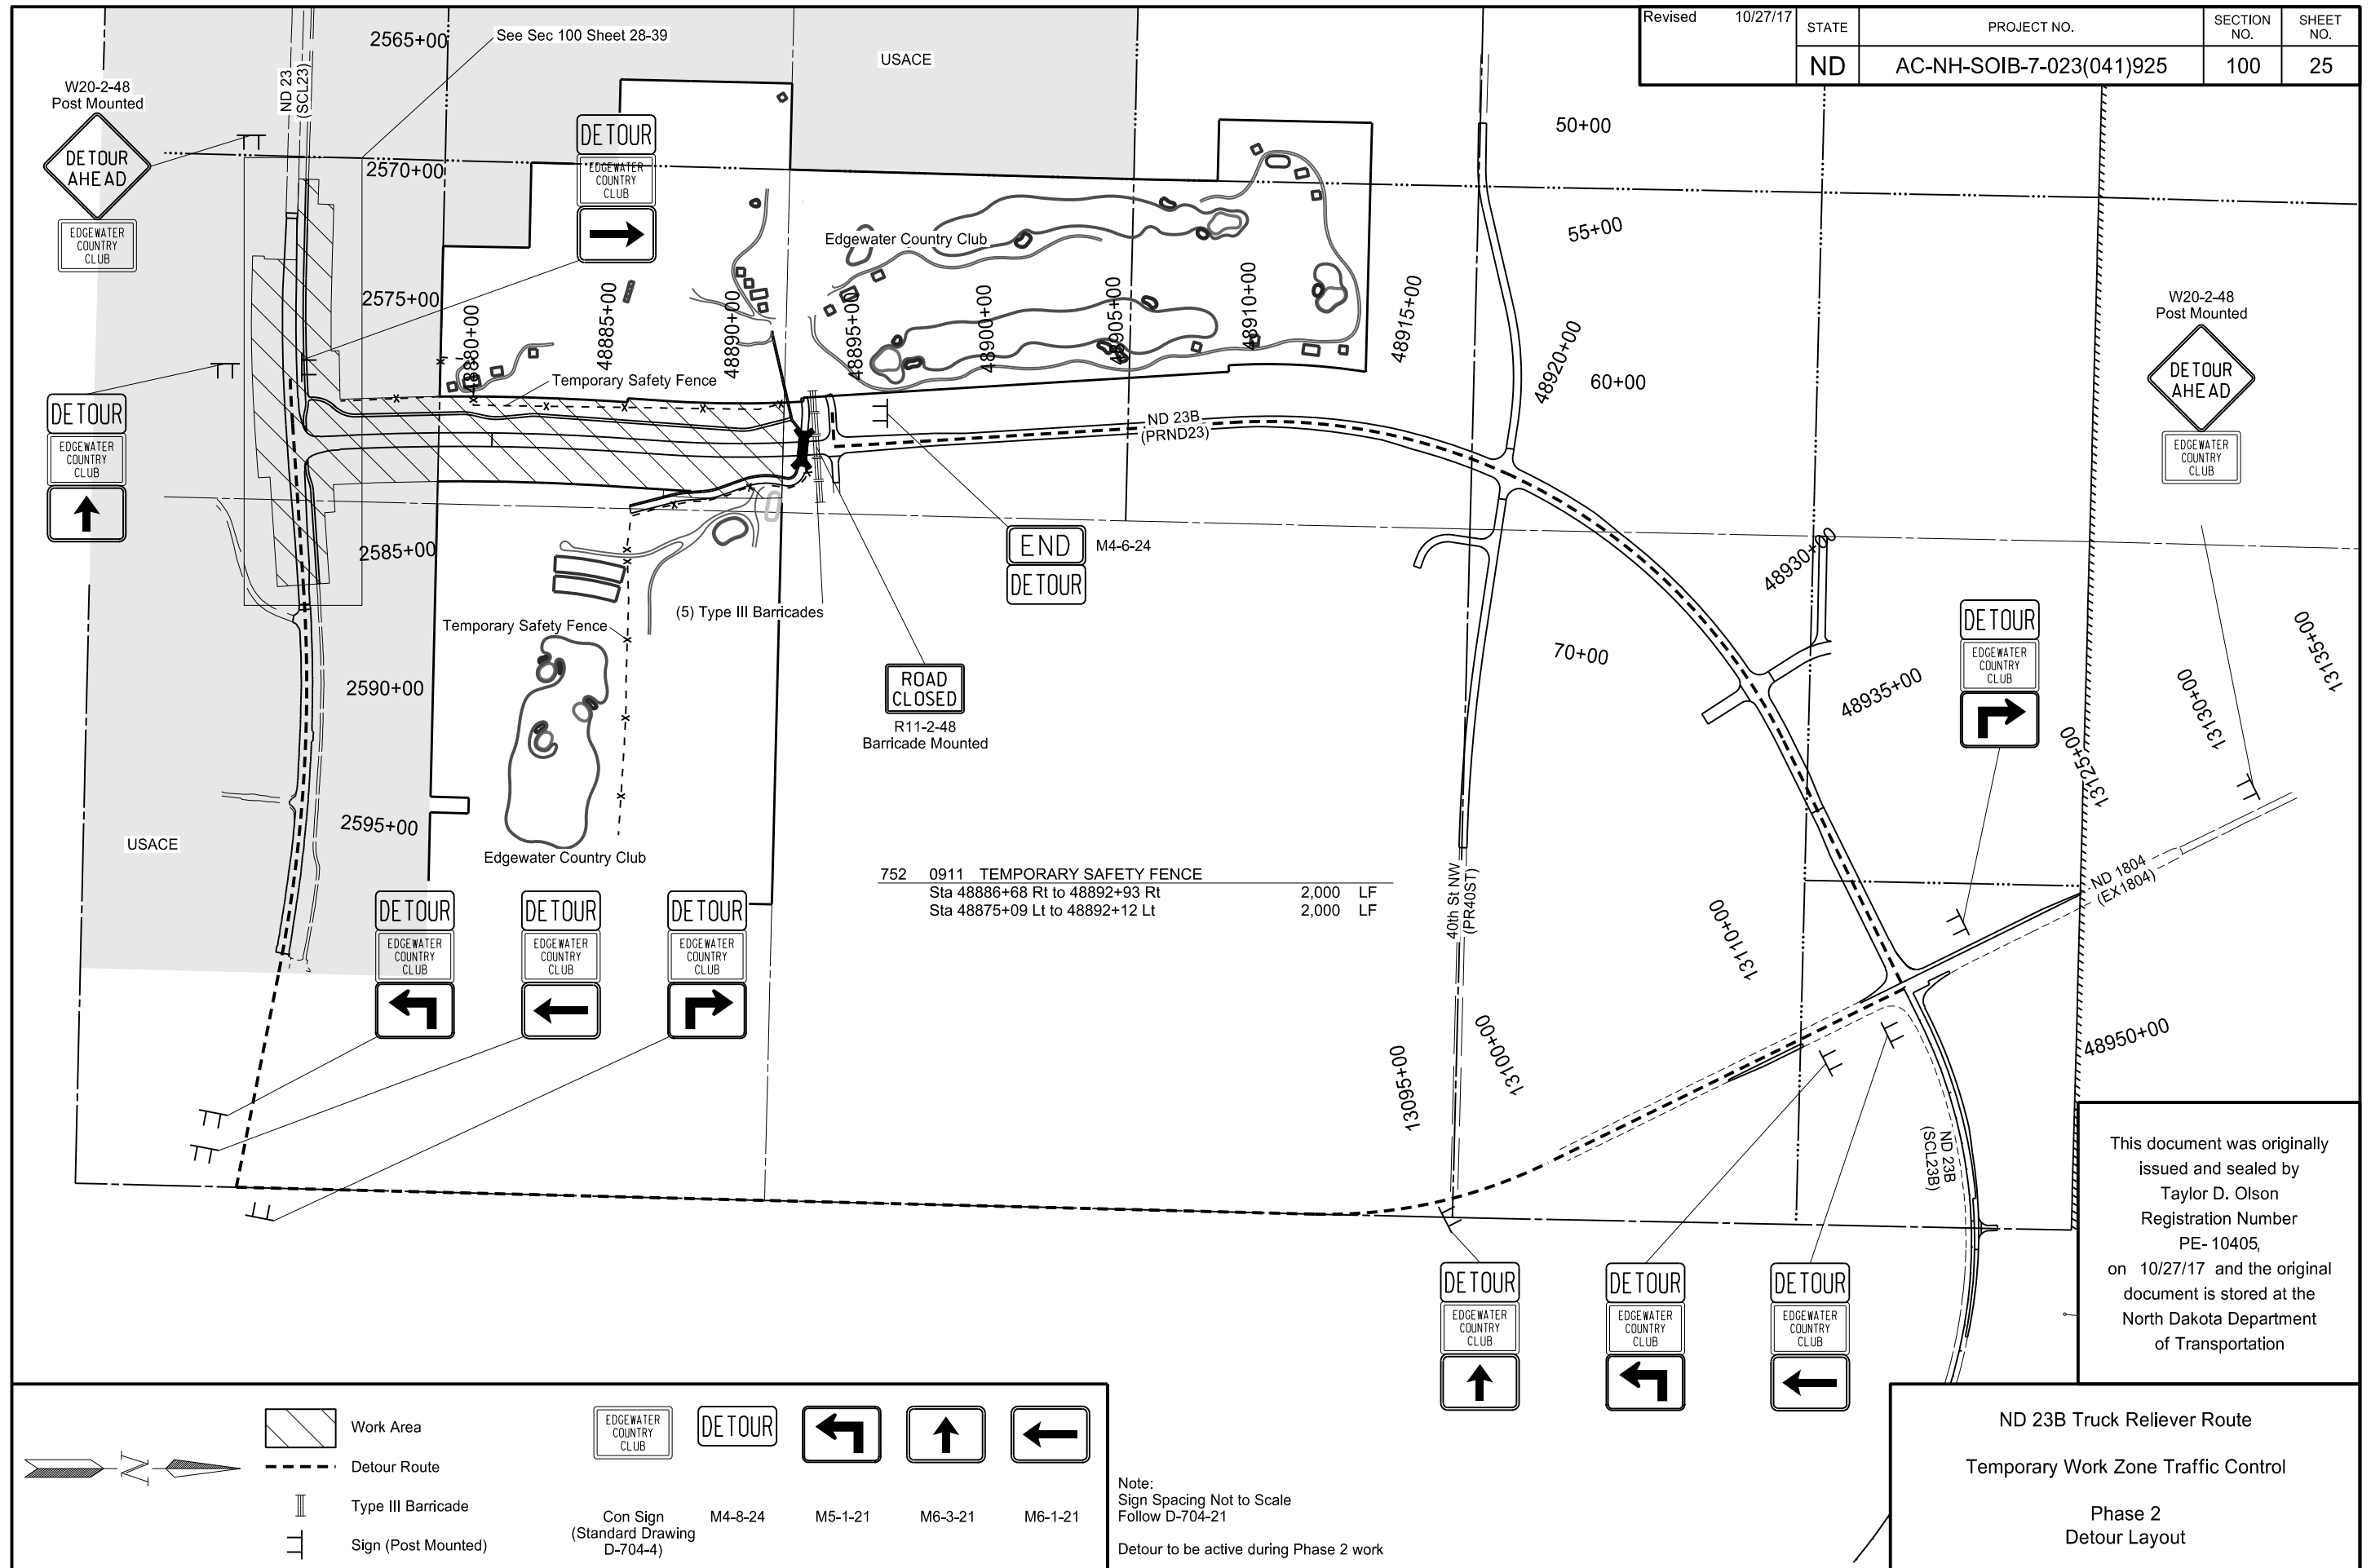 Revised 10/27/17
STATE
PROJECT NO.
SECTION NO.
SHEET NO.
ND
AC-NH-SOIB-7-023(041)925
100
25
2565+00
See Sec 100 Sheet 28-39
USACE
ND 23
(SCL23)
W20-2-48
Post Mounted
DETOUR
AHEAD
EDGEWATER
COUNTRY
CLUB
2570+00
DETOUR
EDGEWATER
COUNTRY
CLUB
50+00
55+00
Edgewater Country Club
2575+00
48880+00
48885+00
48890+00
48895+00
48900+00
48905+00
48910+00
48915+00
48920+00
60+00
W20-2-48
Post Mounted
DETOUR
AHEAD
EDGEWATER
COUNTRY
CLUB
Temporary Safety Fence
DETOUR
EDGEWATER
COUNTRY
CLUB
ND 23B
(PRND23)
2585+00
END
M4-6-24
DETOUR
48930+00
(5) Type III Barricades
Temporary Safety Fence
DETOUR
EDGEWATER
COUNTRY
CLUB
70+00
ROAD
CLOSED
R11-2-48
Barricade Mounted
2590+00
48935+00
13125+00
13130+00
13135+00
2595+00
USACE
Edgewater Country Club
752 0911 TEMPORARY SAFETY FENCE
Sta 48886+68 Rt to 48892+93 Rt 2,000 LF
Sta 48875+09 Lt to 48892+12 Lt 2,000 LF
40th St NW
(PR40ST)
ND 1804
(EX1804)
DETOUR
EDGEWATER
COUNTRY
CLUB
DETOUR
EDGEWATER
COUNTRY
CLUB
DETOUR
EDGEWATER
COUNTRY
CLUB
13110+00
13095+00
13100+00
48950+00
ND 23B
(SCL23B)
This document was originally
issued and sealed by
Taylor D. Olson
Registration Number
PE- 10405,
on 10/27/17 and the original
document is stored at the
North Dakota Department
of Transportation
DETOUR
EDGEWATER
COUNTRY
CLUB
DETOUR
EDGEWATER
COUNTRY
CLUB
DETOUR
EDGEWATER
COUNTRY
CLUB
N
Work Area
Detour Route
Type III Barricade
Sign (Post Mounted)
EDGEWATER
COUNTRY
CLUB
DETOUR
Con Sign
(Standard Drawing
D-704-4)
M4-8-24
M5-1-21
M6-3-21
M6-1-21
Note:
Sign Spacing Not to Scale
Follow D-704-21
Detour to be active during Phase 2 work
ND 23B Truck Reliever Route
Temporary Work Zone Traffic Control
Phase 2
Detour Layout